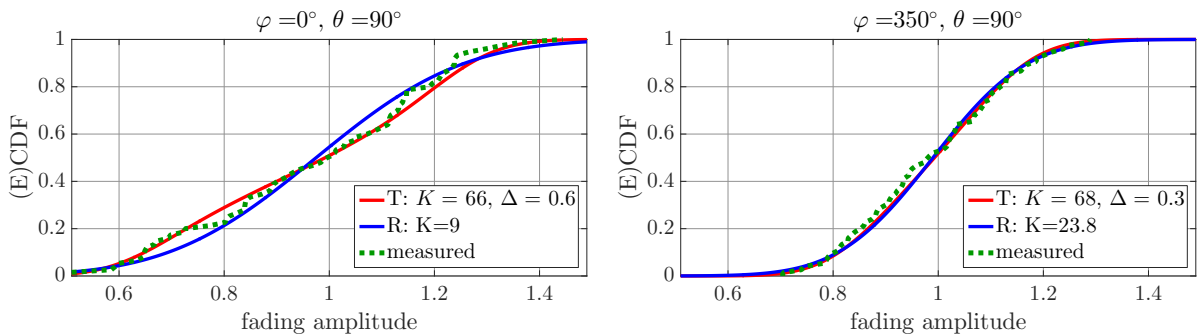 φ =0°, θ =90°
(E)CDF
1
0.8
0.6
0.4
0.2
0
0.6
0.8
1
1.2
1.4
fading amplitude
T: K = 66, Δ = 0.6
R: K=9
measured
φ =350°, θ =90°
(E)CDF
1
0.8
0.6
0.4
0.2
0
0.6
0.8
1
1.2
1.4
fading amplitude
T: K = 68, Δ = 0.3
R: K=23.8
measured